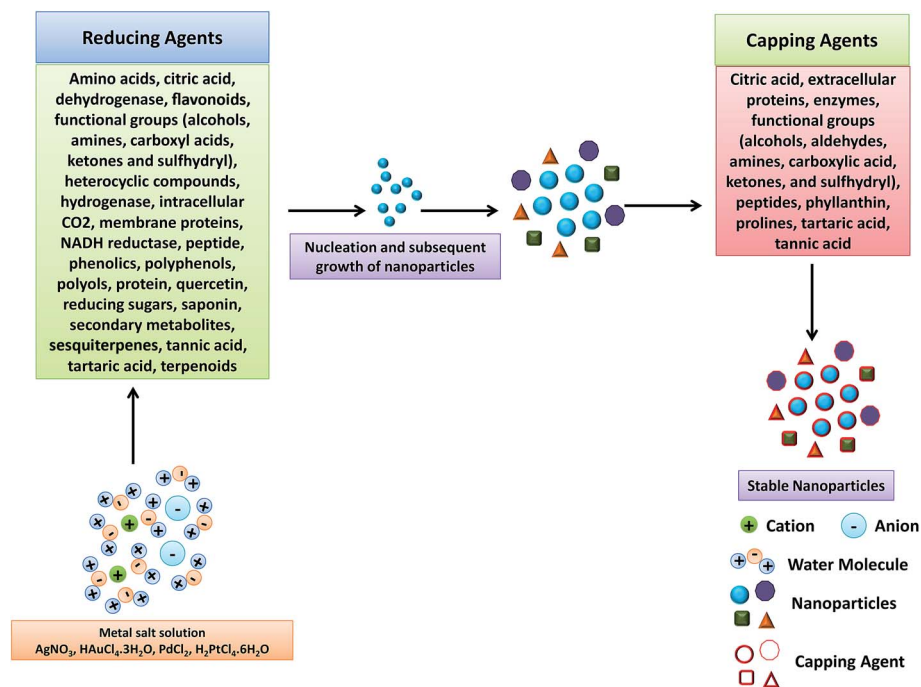 Reducing Agents
Amino acids, citric acid,
dehydrogenase, flavonoids,
functional groups (alcohols,
amines, carboxyl acids,
ketones and sulfhydryl),
heterocyclic compounds,
hydrogenase, intracellular
CO2, membrane proteins,
NADH reductase, peptide,
phenolics, polyphenols,
polyols, protein, quercetin,
reducing sugars, saponin,
secondary metabolites,
sesquiterpenes, tannic acid,
tartaric acid, terpenoids
Nucleation and subsequent
growth of nanoparticles
Capping Agents
Citric acid, extracellular
proteins, enzymes,
functional groups
(alcohols, aldehydes,
amines, carboxylic acid,
ketones, and sulfhydryl),
peptides, phyllanthin,
prolines, tartaric acid,
tannic acid
Metal salt solution
AgNO₃, HAuCl₄.3H₂O, PdCl₂, H₂PtCl₄.6H₂O
Stable Nanoparticles
+ Cation - Anion
+ - + Water Molecule
Nanoparticles
Capping Agent